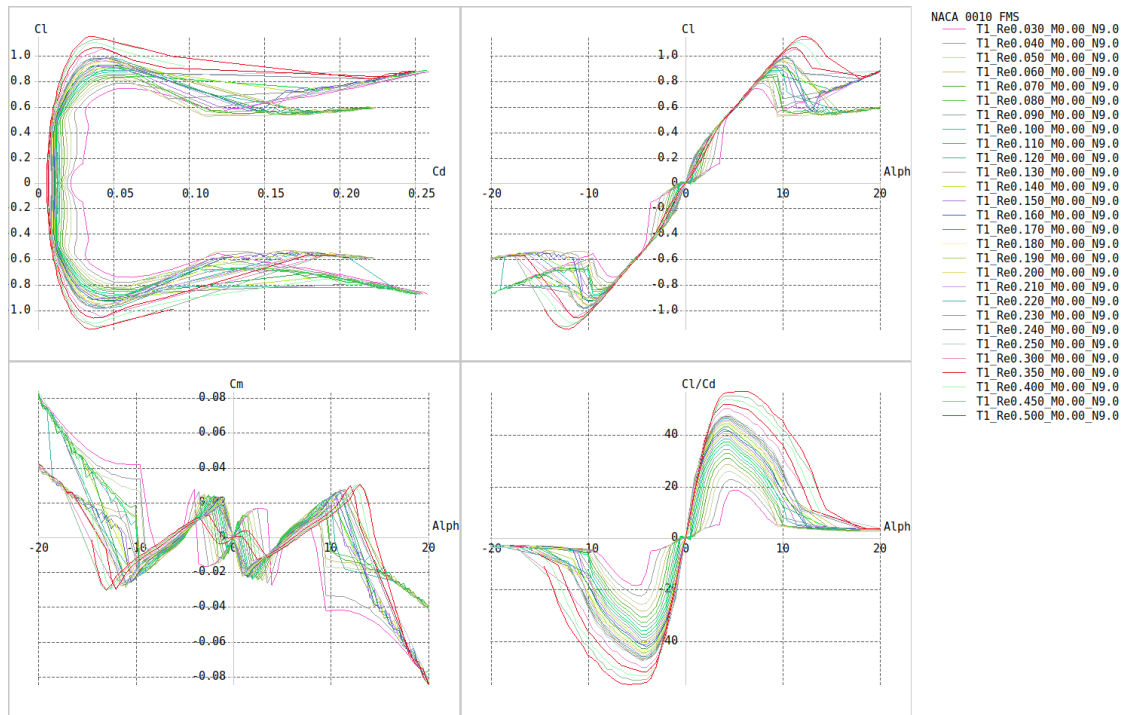 Cl
1.0
0.8
0.6
0.4
0.2
0
0.2
0.4
0.6
0.8
1.0
0
0.05
0.10
0.15
0.20
0.25
Cd
Cl
1.0
0.8
0.6
0.4
0.2
0
-0.2
-0.4
-0.6
-0.8
-1.0
-20
-10
0
10
20
Alph
Cm
0.08
0.06
0.04
0.02
0
-0.02
-0.04
-0.06
-0.08
-20
-10
0
10
20
Alph
Cl/Cd
40
20
0
-20
40
-20
-10
0
10
20
Alph
NACA 0010 FMS
T1_Re0.030_M0.00_N9.0
T1_Re0.040_M0.00_N9.0
T1_Re0.050_M0.00_N9.0
T1_Re0.060_M0.00_N9.0
T1_Re0.070_M0.00_N9.0
T1_Re0.080_M0.00_N9.0
T1_Re0.090_M0.00_N9.0
T1_Re0.100_M0.00_N9.0
T1_Re0.110_M0.00_N9.0
T1_Re0.120_M0.00_N9.0
T1_Re0.130_M0.00_N9.0
T1_Re0.140_M0.00_N9.0
T1_Re0.150_M0.00_N9.0
T1_Re0.160_M0.00_N9.0
T1_Re0.170_M0.00_N9.0
T1_Re0.180_M0.00_N9.0
T1_Re0.190_M0.00_N9.0
T1_Re0.200_M0.00_N9.0
T1_Re0.210_M0.00_N9.0
T1_Re0.220_M0.00_N9.0
T1_Re0.230_M0.00_N9.0
T1_Re0.240_M0.00_N9.0
T1_Re0.250_M0.00_N9.0
T1_Re0.300_M0.00_N9.0
T1_Re0.350_M0.00_N9.0
T1_Re0.400_M0.00_N9.0
T1_Re0.450_M0.00_N9.0
T1_Re0.500_M0.00_N9.0